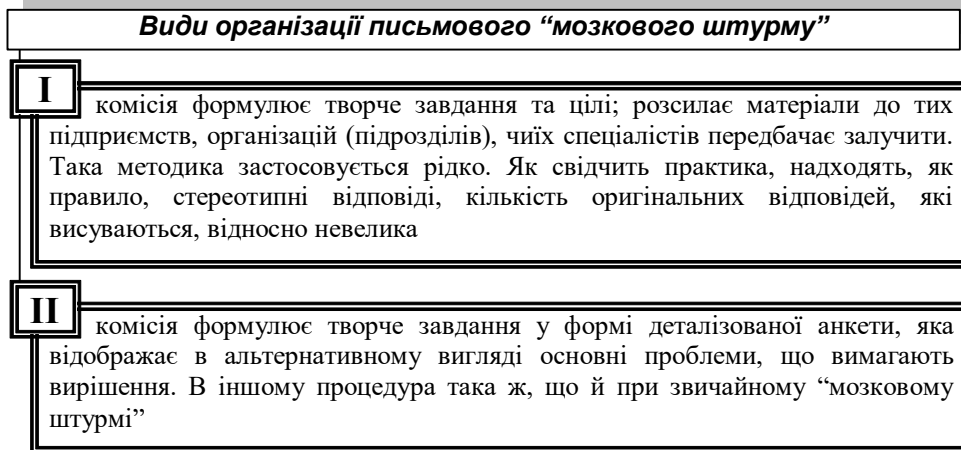 Види організації письмового “мозкового штурму”
I
комісія формулює творче завдання та цілі; розсилає матеріали до тих
підприємств, організацій (підрозділів), чиїх спеціалістів передбачає залучити.
Така методика застосовується рідко. Як свідчить практика, надходять, як
правило, стереотипні відповіді, кількість оригінальних відповідей, які
висуваються, відносно невелика
II
комісія формулює творче завдання у формі деталізованої анкети, яка
відображає в альтернативному вигляді основні проблеми, що вимагають
вирішення. В іншому процедура така ж, що й при звичайному “мозковому
штурмі”